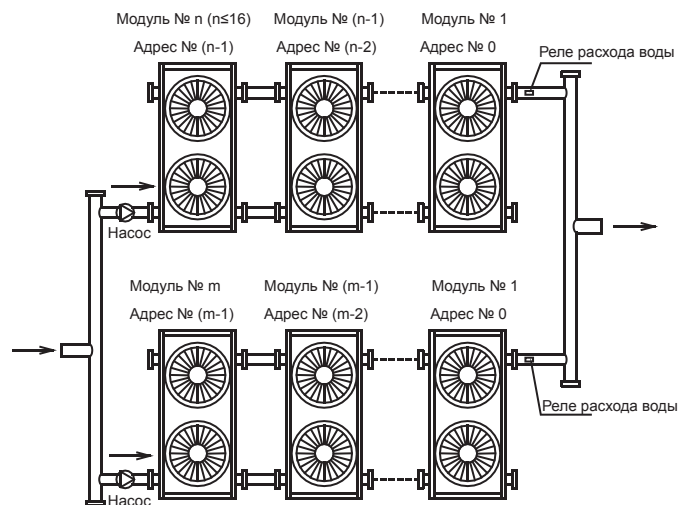 Модуль № n (n≤16) Модуль № (n-1) Модуль № 1
Адрес № (n-1) Адрес № (n-2) Адрес № 0
Реле расхода воды
Насос
Модуль № m Модуль № (m-1) Модуль № 1
Адрес № (m-1) Адрес № (m-2) Адрес № 0
Реле расхода воды
Насос